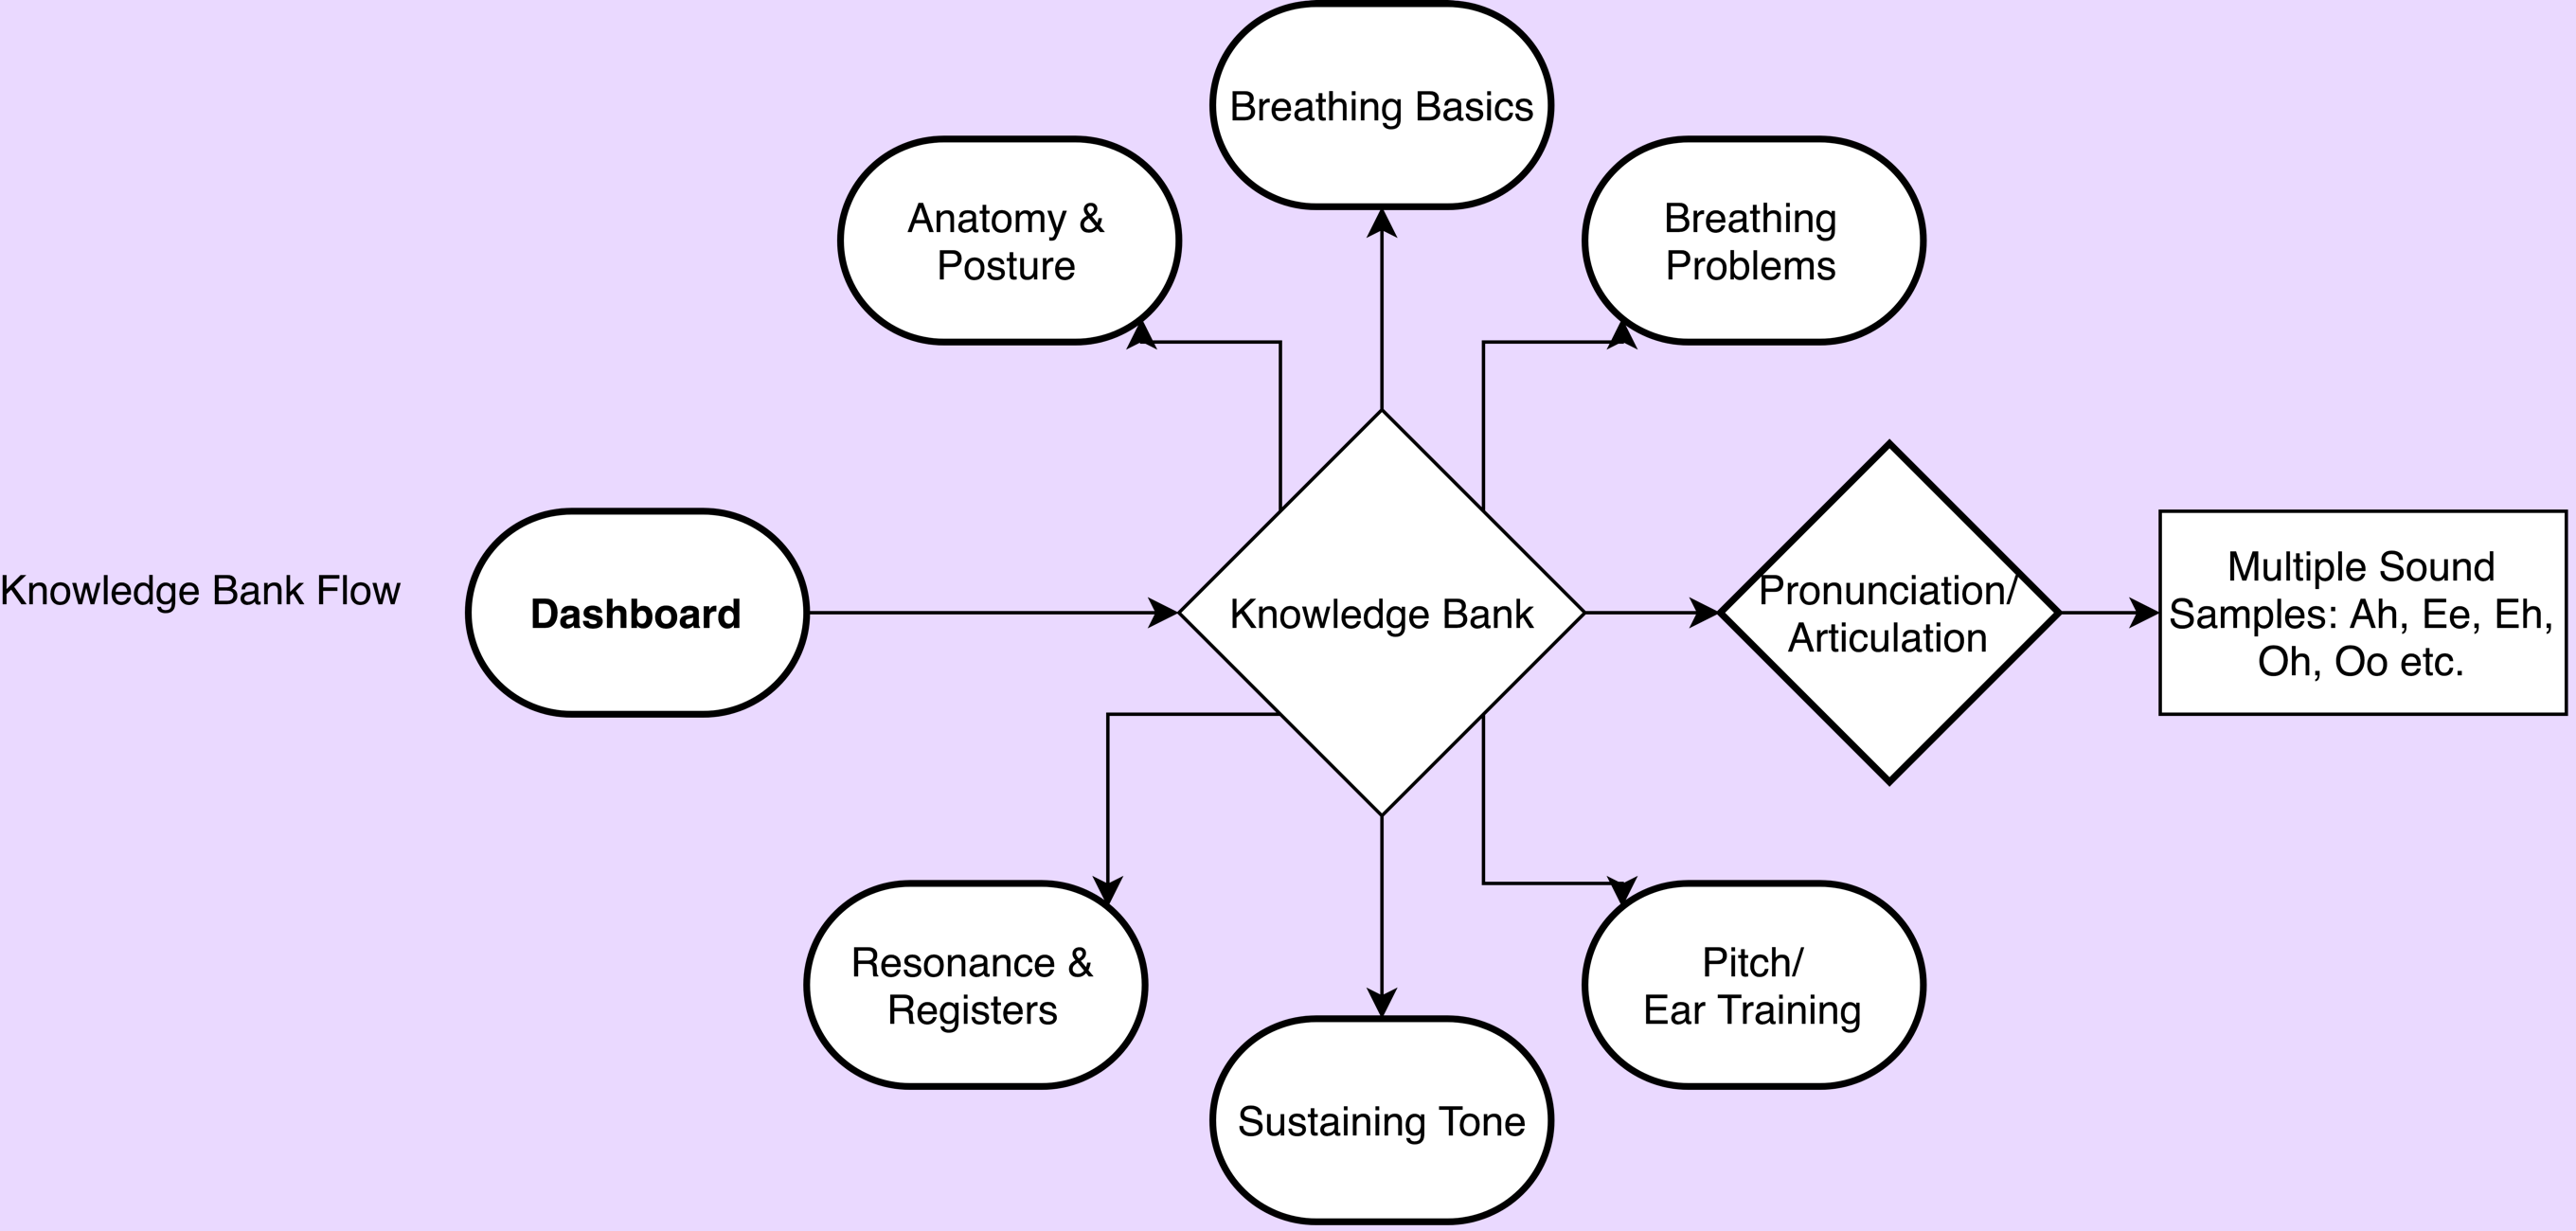 Breathing Basics
Anatomy &
Posture
Breathing
Problems
Knowledge Bank Flow
Dashboard
Knowledge Bank
Pronunciation/
Articulation
Multiple Sound
Samples: Ah, Ee, Eh,
Oh, Oo etc.
Resonance &
Registers
Pitch/
Ear Training
Sustaining Tone